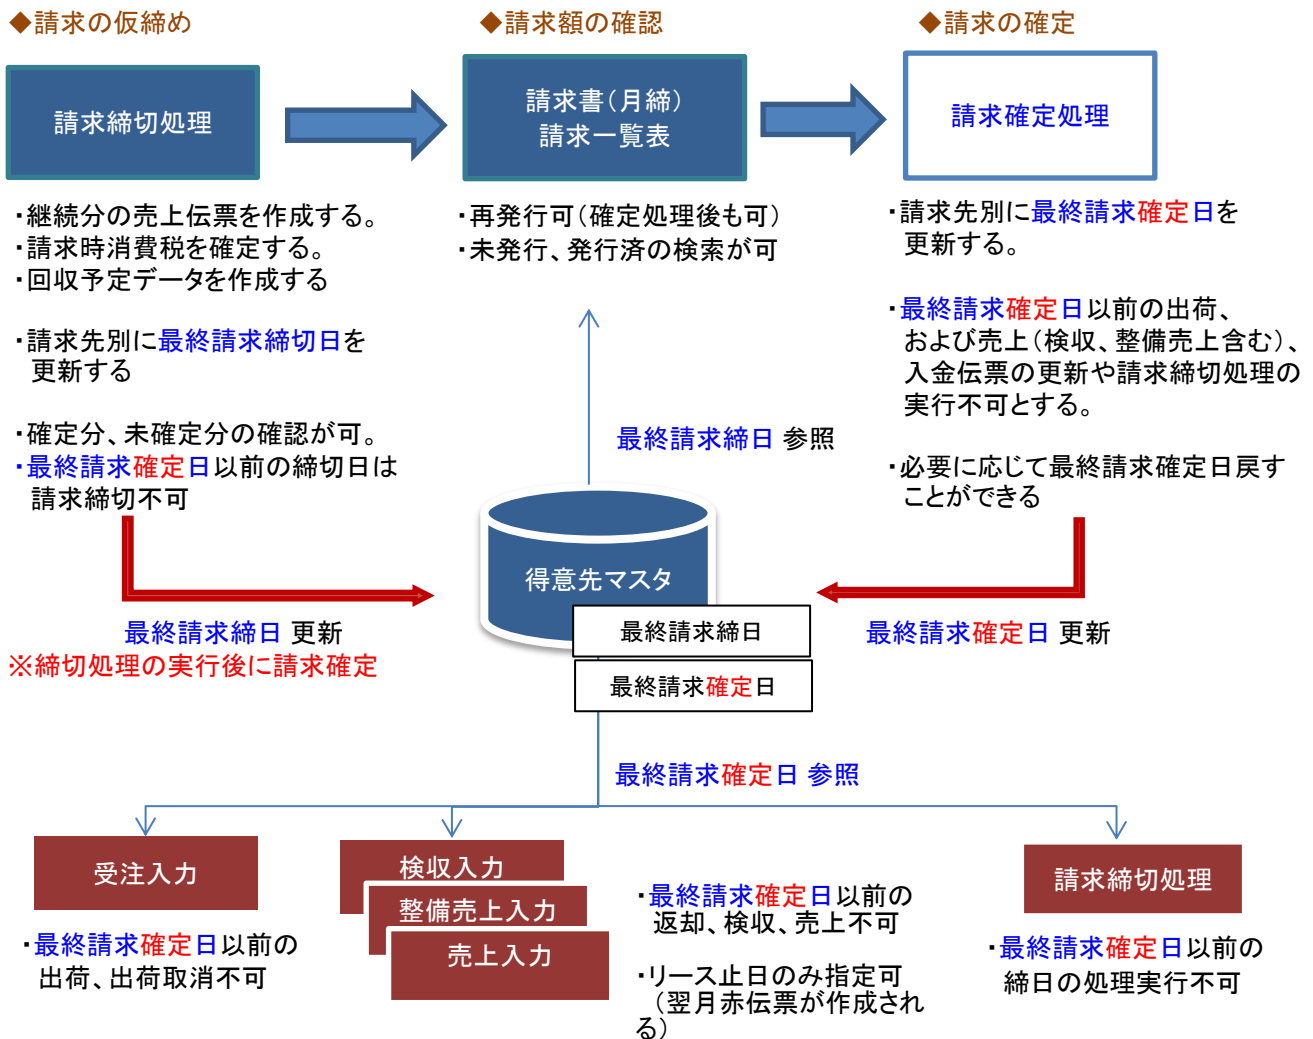 ◆請求の仮締め
請求締切処理
・継続分の売上伝票を作成する。
・請求時消費税を確定する。
・回収予定データを作成する
・請求先別に最終請求締切日を
更新する
・確定分、未確定分の確認が可。
・最終請求確定日以前の締切日は
請求締切不可
最終請求締日 更新
※締切処理の実行後に請求確定
◆請求額の確認
請求書（月締）
請求一覧表
・再発行可（確定処理後も可）
・未発行、発行済の検索が可
最終請求締日 参照
得意先マスタ
最終請求締日
最終請求確定日
◆請求の確定
請求確定処理
・請求先別に最終請求確定日を
更新する。
・最終請求確定日以前の出荷、
および売上（検収、整備売上含む）、
入金伝票の更新や請求締切処理の
実行不可とする。
・必要に応じて最終請求確定日戻す
ことができる
最終請求確定日 更新
最終請求確定日 参照
受注入力
・最終請求確定日以前の
出荷、出荷取消不可
検収入力
整備売上入力
売上入力
・最終請求確定日以前の
返却、検収、売上不可
・リース止日のみ指定可
（翌月赤伝票が作成され
る）
請求締切処理
・最終請求確定日以前の
締日の処理実行不可